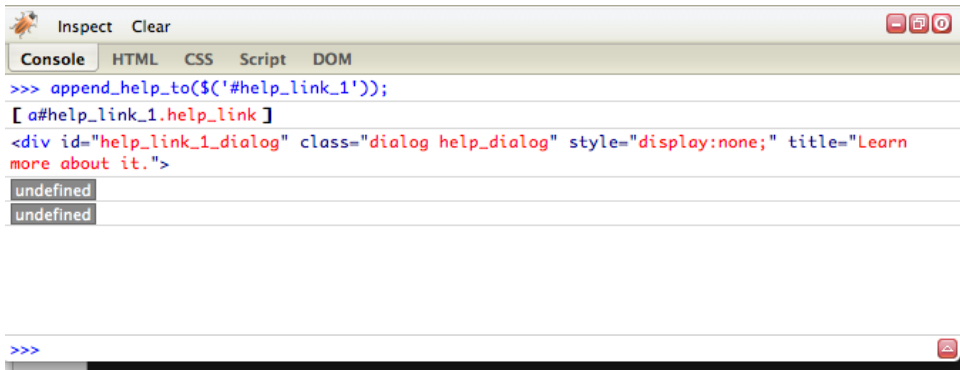 Inspect Clear
Console HTML CSS Script DOM
>>> append_help_to($('#help_link_1'));
[ a#help_link_1.help_link ]
<div id="help_link_1_dialog" class="dialog help_dialog" style="display:none;" title="Learn
more about it.">
undefined
undefined
>>>